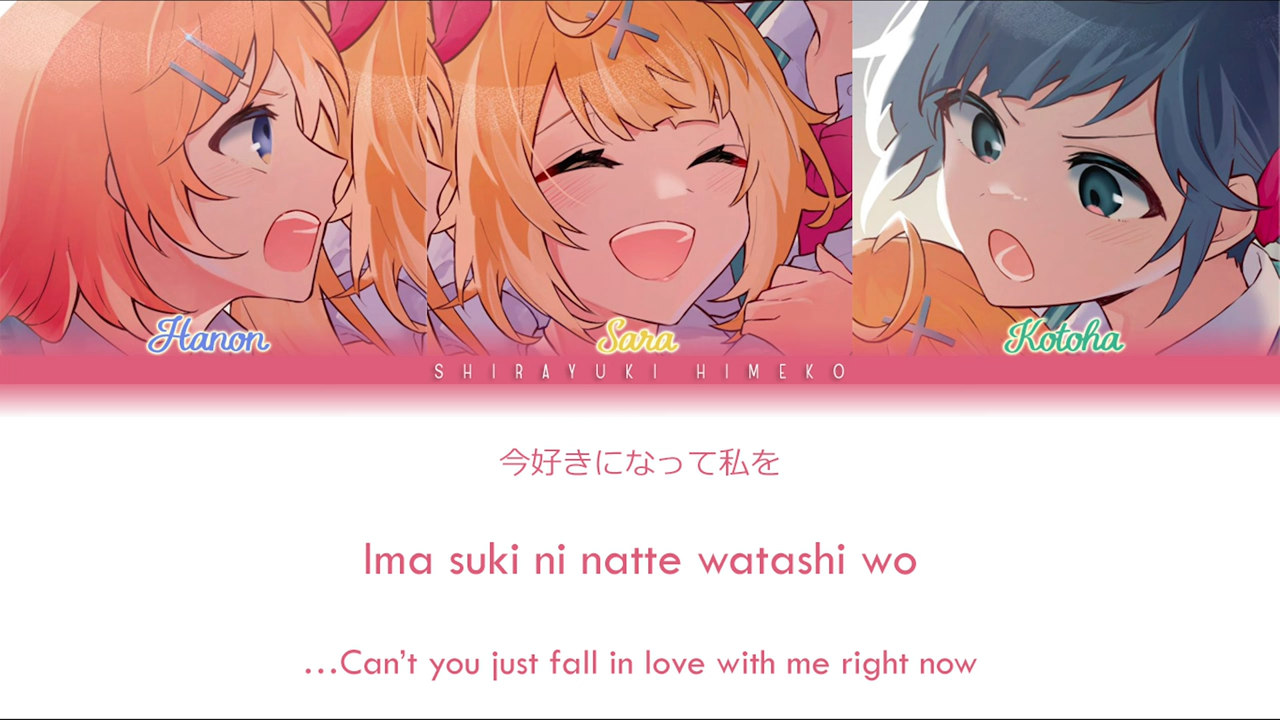 Hanon
Sara
Kotoha
SHIRAYUKI HIMEKO
今好きになって私を
Ima suki ni natte watashi wo
…Can't you just fall in love with me right now